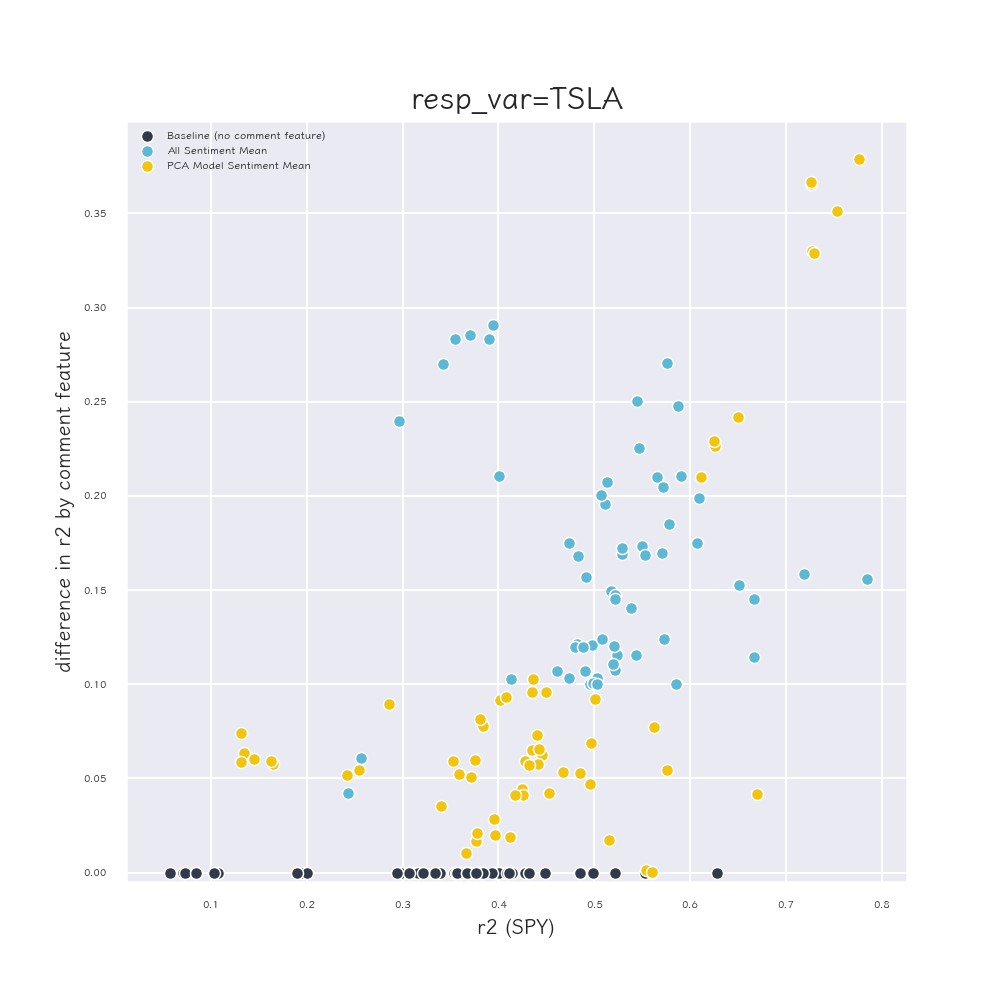 resp_var=TSLA
Baseline (no comment feature)
All Sentiment Mean
PCA Model Sentiment Mean
difference in r2 by comment feature
0.35
0.30
0.25
0.20
0.15
0.10
0.05
0.00
0.1 0.2 0.3 0.4 0.5 0.6 0.7 0.8
r2 (SPY)